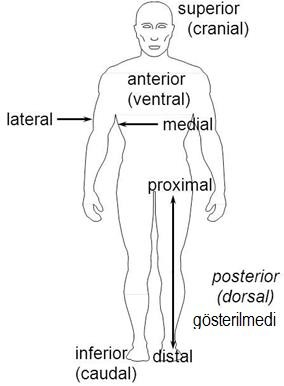 superior
(cranial)
anterior
(ventral)
lateral
medial
proximal
posterior
(dorsal)
gösterilmedi
inferior
(caudal)
distal